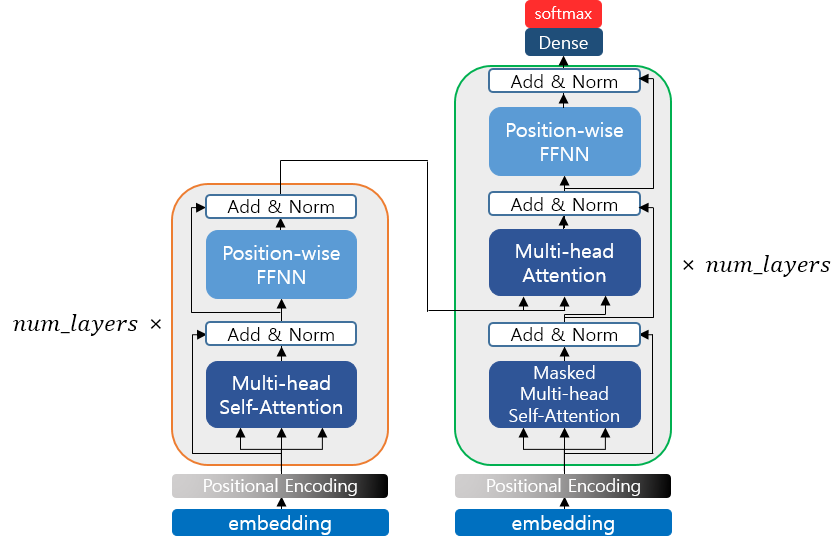 softmax
Dense
Add & Norm
Position-wise
FFNN
Add & Norm
Multi-head
Attention
Add & Norm
Masked
Multi-head
Self-Attention
Positional Encoding
embedding
× num_layers
Add & Norm
Position-wise
FFNN
Add & Norm
Multi-head
Self-Attention
Positional Encoding
embedding
num_layers ×